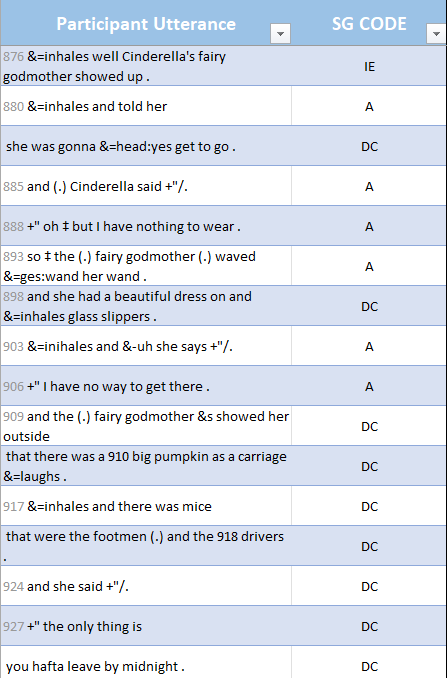 Participant Utterance SG CODE
876 &=inhales well Cinderella's fairy
godmother showed up . IE
880 &=inhales and told her A
she was gonna &=head:yes get to go . DC
885 and (.) Cinderella said +"/. A
888 +" oh ‡ but I have nothing to wear . A
893 so ‡ the (.) fairy godmother (.) waved
&=ges:wand her wand . A
898 and she had a beautiful dress on and
&=inhales glass slippers . DC
903 &=inihales and &-uh she says +"/. A
906 +" I have no way to get there . A
909 and the (.) fairy godmother &s showed her
outside DC
that there was a 910 big pumpkin as a carriage
&=laughs . DC
917 &=inhales and there was mice DC
that were the footmen (.) and the 918 drivers
. DC
924 and she said +"/. DC
927 +" the only thing is DC
you hafta leave by midnight . DC